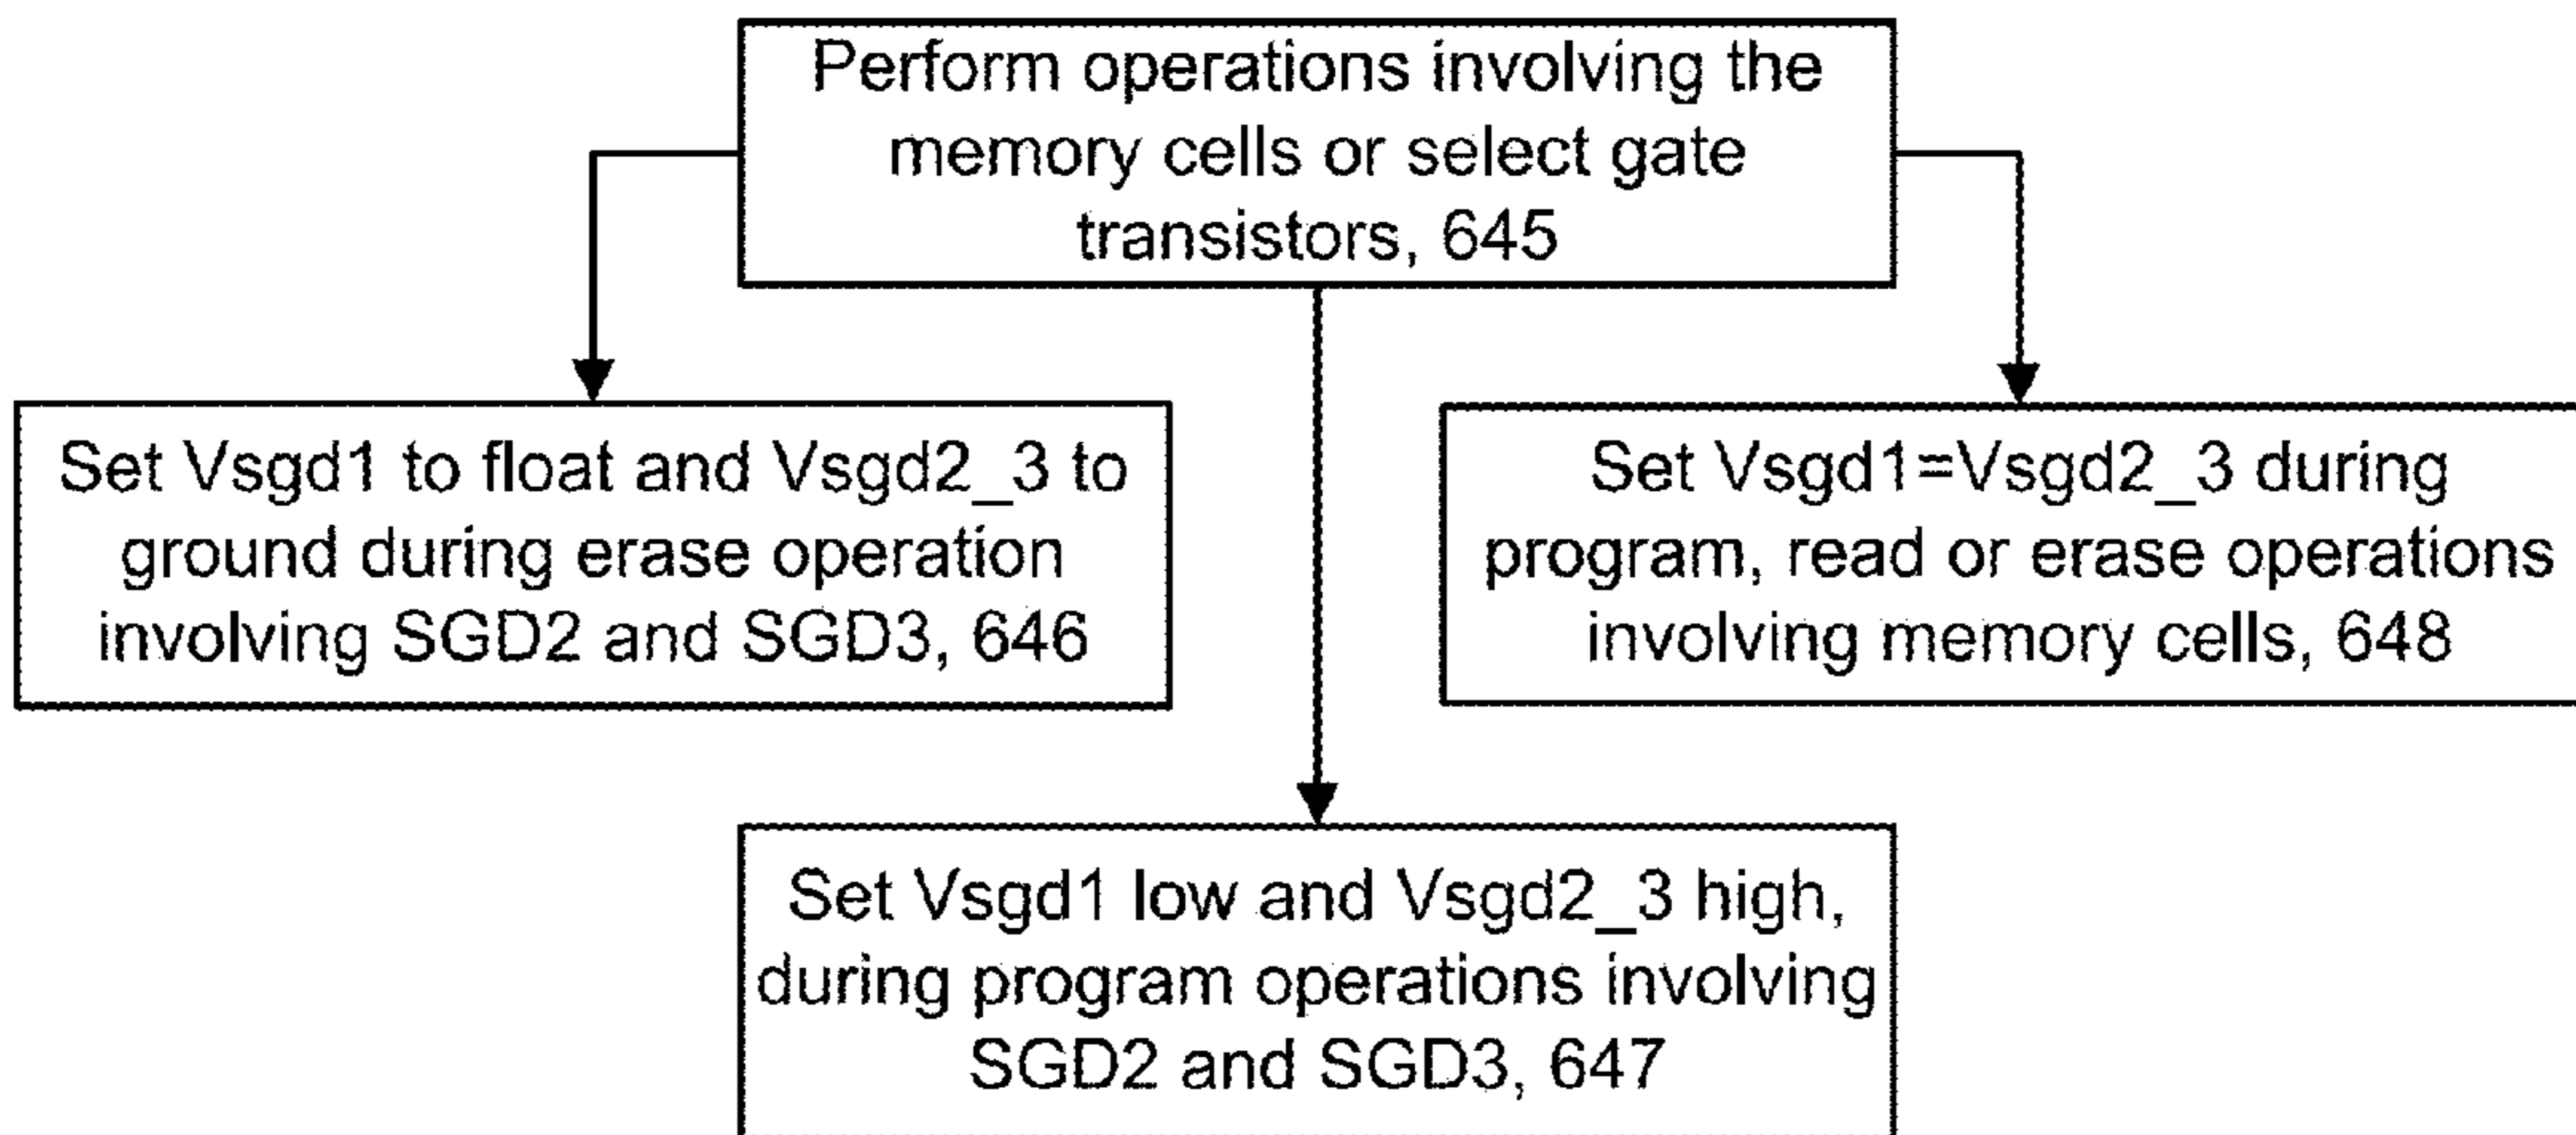 Perform operations involving the
memory cells or select gate
transistors, 645
Set Vsgd1 to float and Vsgd2_3 to
ground during erase operation
involving SGD2 and SGD3, 646
Set Vsgd1=Vsgd2_3 during
program, read or erase operations
involving memory cells, 648
Set Vsgd1 low and Vsgd2_3 high,
during program operations involving
SGD2 and SGD3, 647